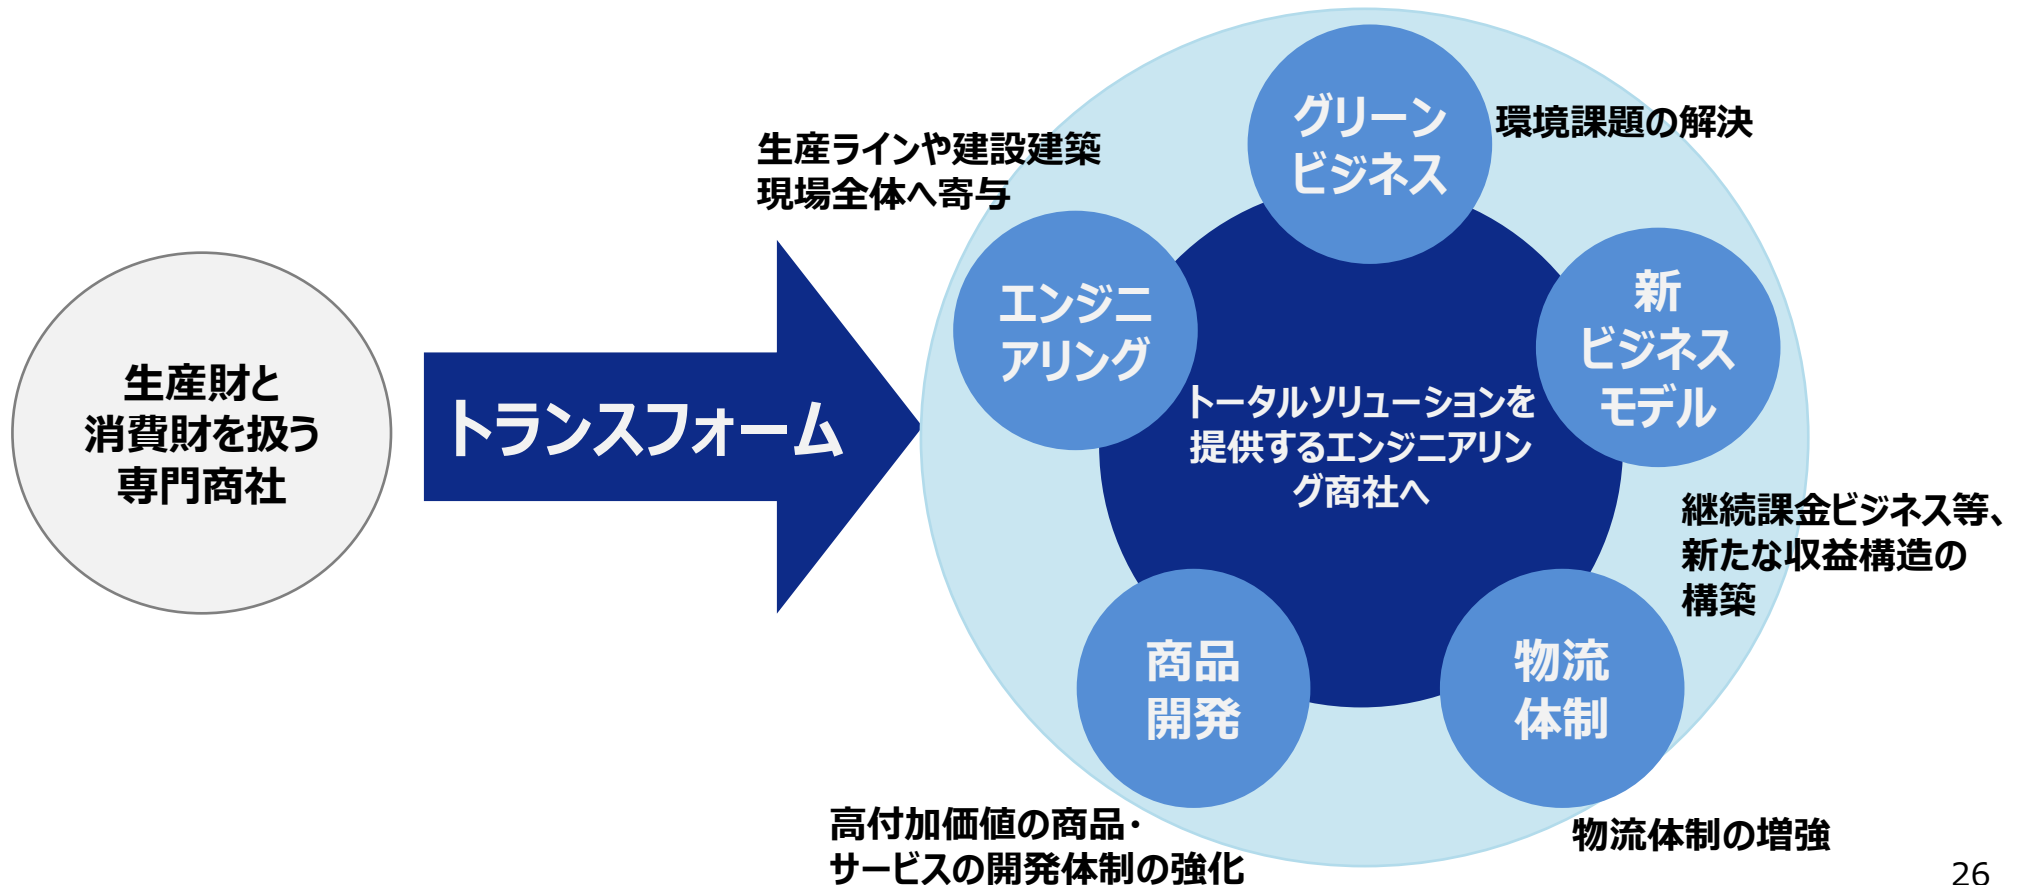 生産財と
消費財を扱う
専門商社
トランスフォーム
生産ラインや建設建築
現場全体へ寄与
エンジニ
アリング
グリーン
ビジネス
環境課題の解決
新
ビジネス
モデル
継続課金ビジネス等、
新たな収益構造の
構築
トータルソリューションを
提供するエンジニアリン
グ商社へ
商品
開発
高付加価値の商品・
サービスの開発体制の強化
物流
体制
物流体制の増強
26